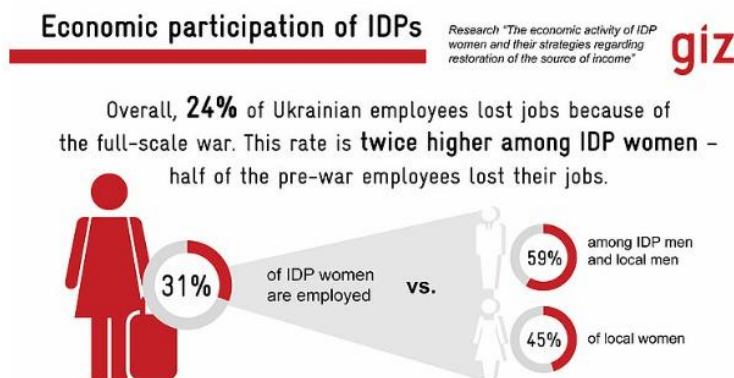 Economic participation of IDPs
Research "The economic activity of IDP
women and their strategies regarding
restoration of the source of income"
giz
Overall, 24% of Ukrainian employees lost jobs because of
the full-scale war. This rate is twice higher among IDP women –
half of the pre-war employees lost their jobs.
31%
of IDP women
are employed
vs.
59%
among IDP men
and local men
45%
of local women